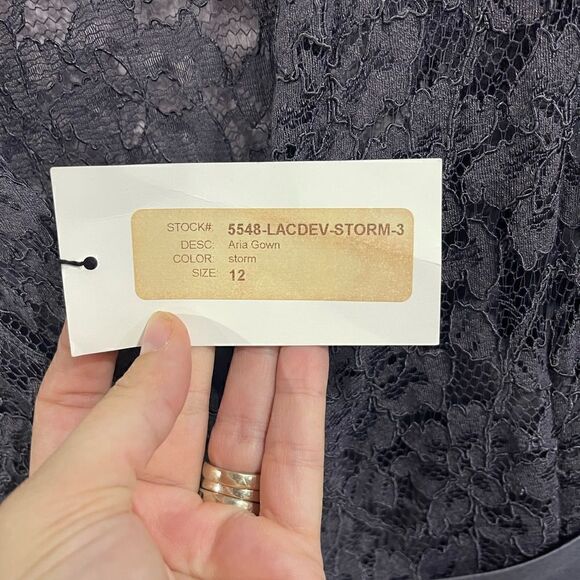 STOCK#: 5548-LACDEV-STORM-3
DESC: Aria Gown
COLOR: storm
SIZE: 12